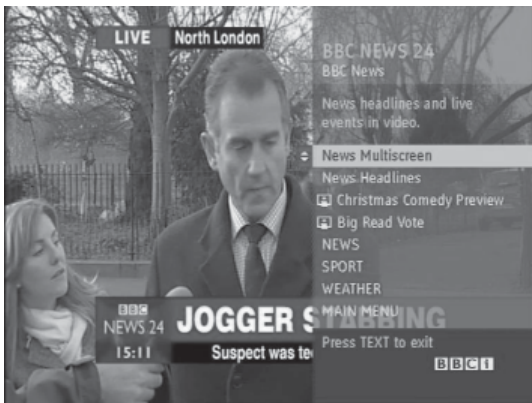 LIVE North London
BBC NEWS 24
BBC News
News headlines and live
events in video.
News Multiscreen
News Headlines
Christmas Comedy Preview
Big Read Vote
NEWS
SPORT
WEATHER
MAIN MENU
BBC
NEWS 24
JOGGER STABBING
15:11
Suspect was
Press TEXT to exit
BBCi